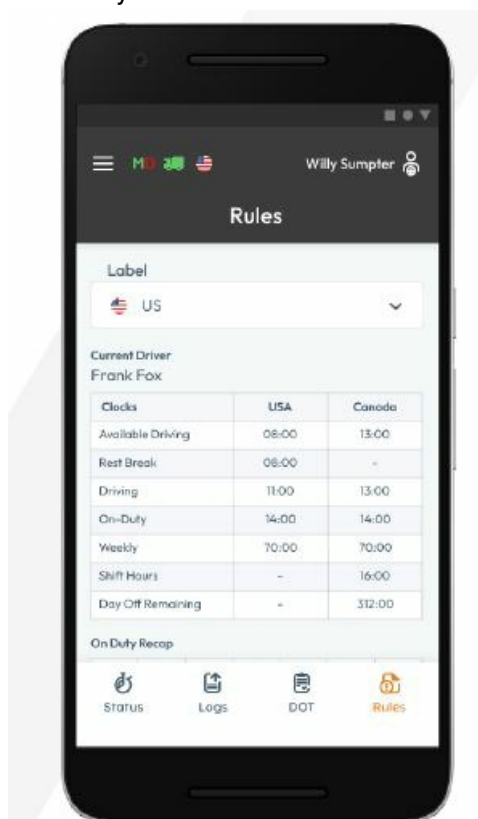 MD
Willy Sumpter
Rules
Label
US
Current Driver
Frank Fox
Clocks USA Canada
Available Driving 08:00 13:00
Rest Break 08:00 -
Driving 11:00 13:00
On-Duty 14:00 14:00
Weekly 70:00 70:00
Shift Hours - 16:00
Day Off Remaining - 312:00
On Duty Recap
Status Logs DOT Rules